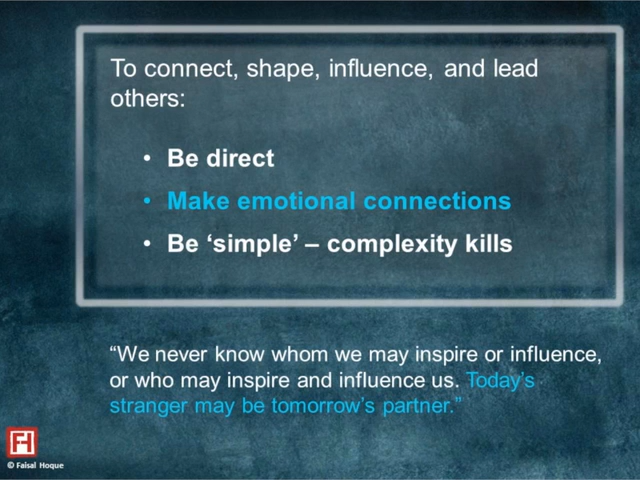 To connect, shape, influence, and lead
others:
• Be direct
• Make emotional connections
• Be ‘simple’ – complexity kills
“We never know whom we may inspire or influence,
or who may inspire and influence us. Today’s
stranger may be tomorrow’s partner.”
FH
© Faisal Hoque